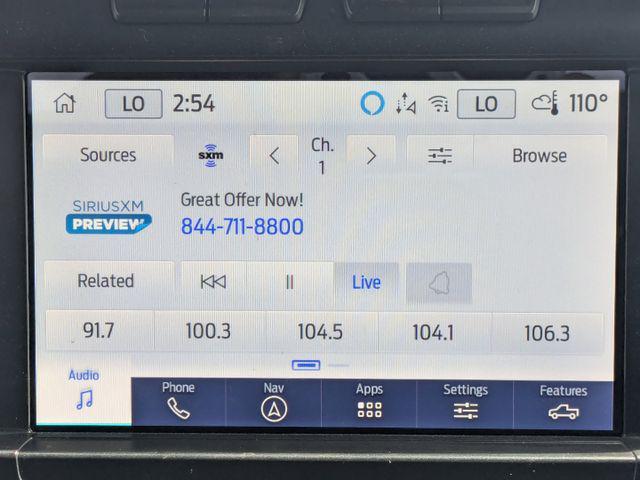 LO 2:54 LO 110°
Sources sxm Ch. Browse
1
SIRIUSXM Great Offer Now!
PREVIEW 844-711-8800
Related Live
91.7 100.3 104.5 104.1 106.3
Audio Phone Nav Apps Settings Features